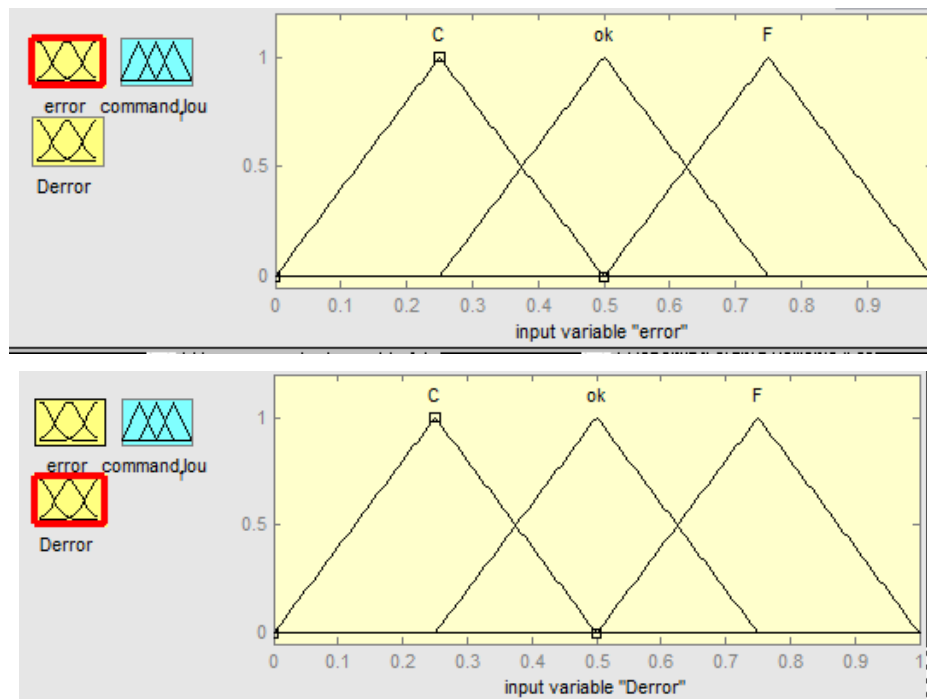 C ok F
1
error command,lou
0.5
Derror
0
0 0.1 0.2 0.3 0.4 0.5 0.6 0.7 0.8 0.9
input variable "error"
C ok F
1
error command,lou
0.5
Derror
0
0 0.1 0.2 0.3 0.4 0.5 0.6 0.7 0.8 0.9 1
input variable "Derror"